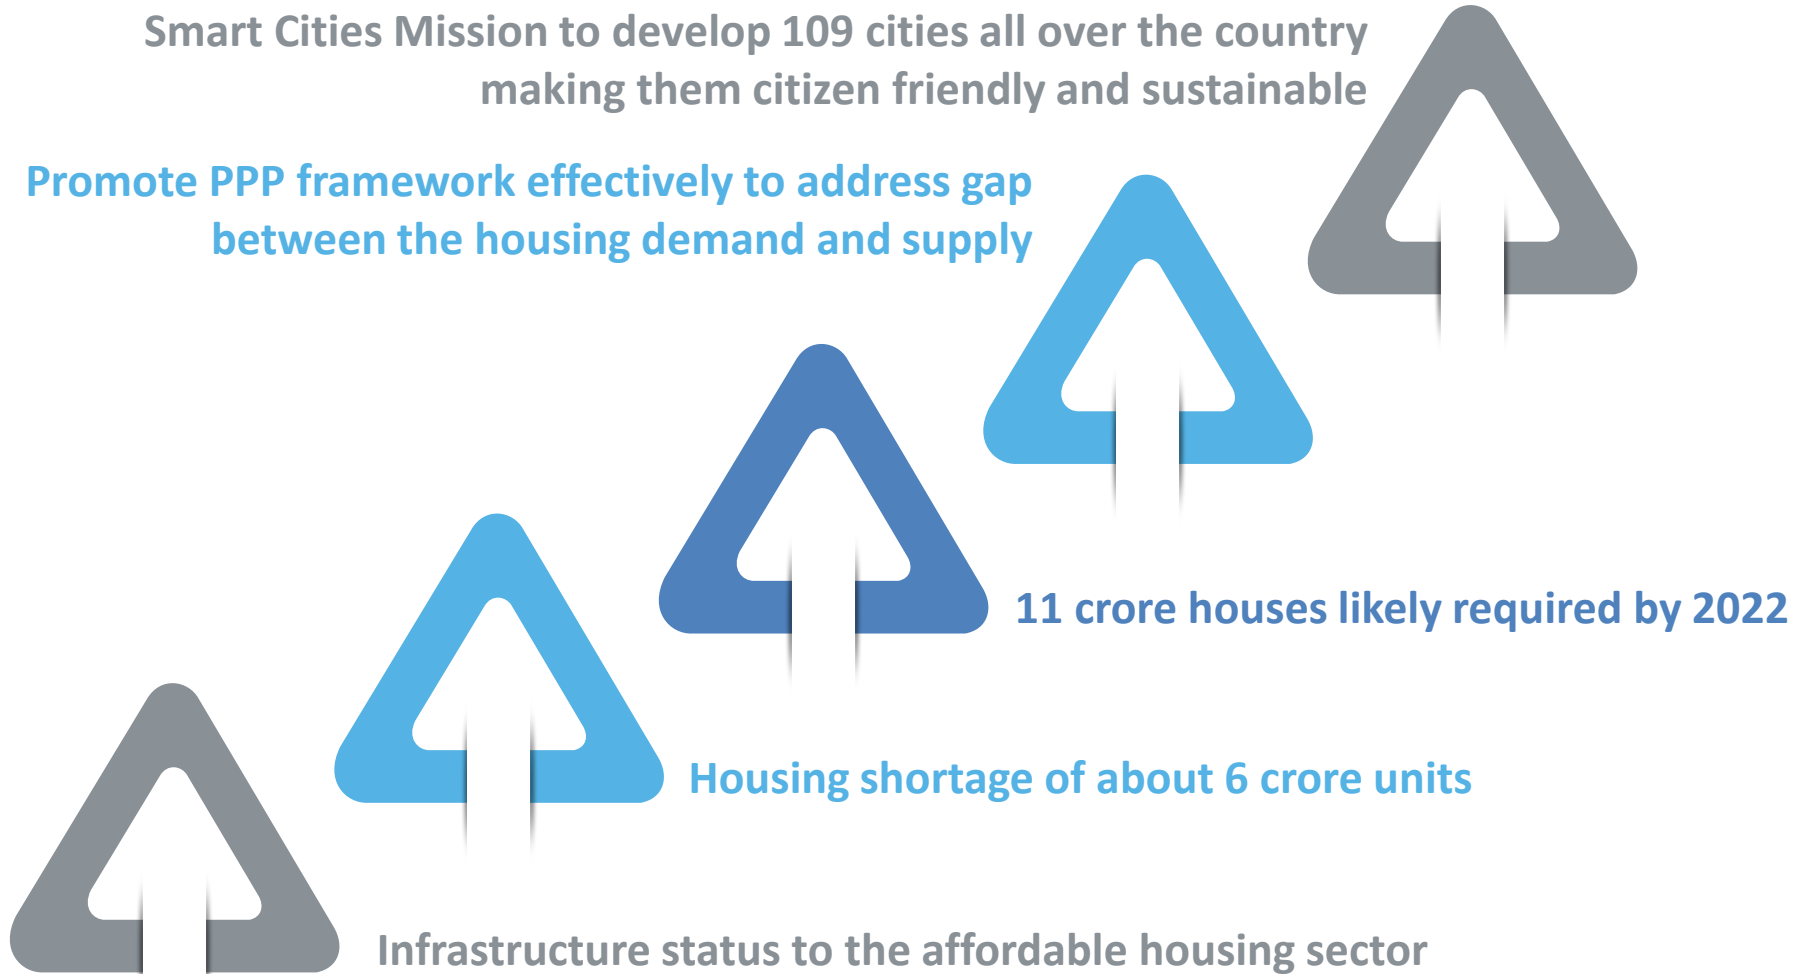 Smart Cities Mission to develop 109 cities all over the country
making them citizen friendly and sustainable
Promote PPP framework effectively to address gap
between the housing demand and supply
11 crore houses likely required by 2022
Housing shortage of about 6 crore units
Infrastructure status to the affordable housing sector